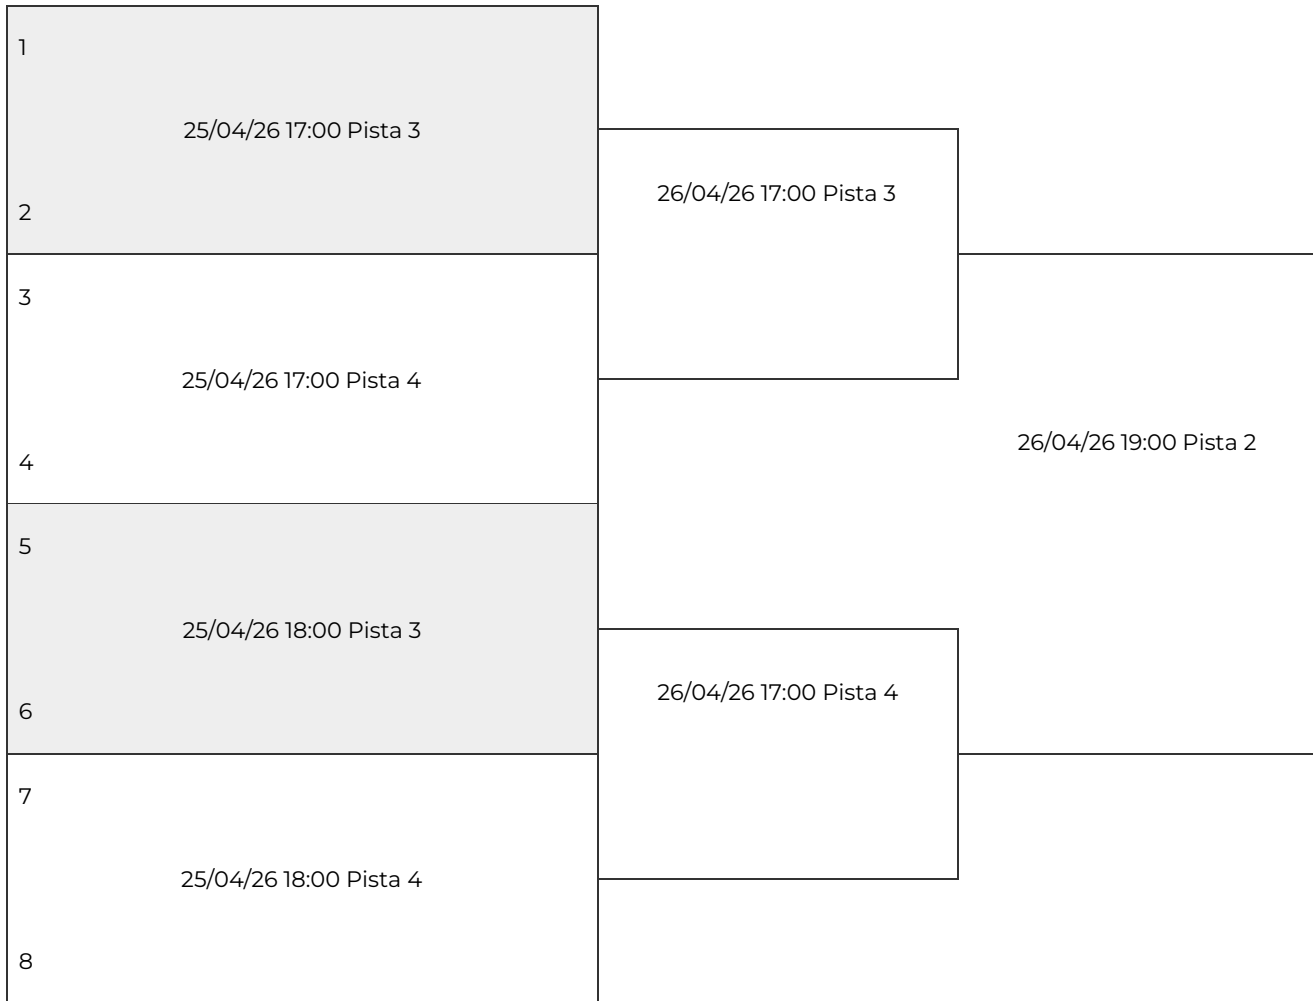 1
25/04/26 17:00 Pista 3
2
3
25/04/26 17:00 Pista 4
4
5
25/04/26 18:00 Pista 3
6
7
25/04/26 18:00 Pista 4
8
26/04/26 17:00 Pista 3
26/04/26 17:00 Pista 4
26/04/26 19:00 Pista 2